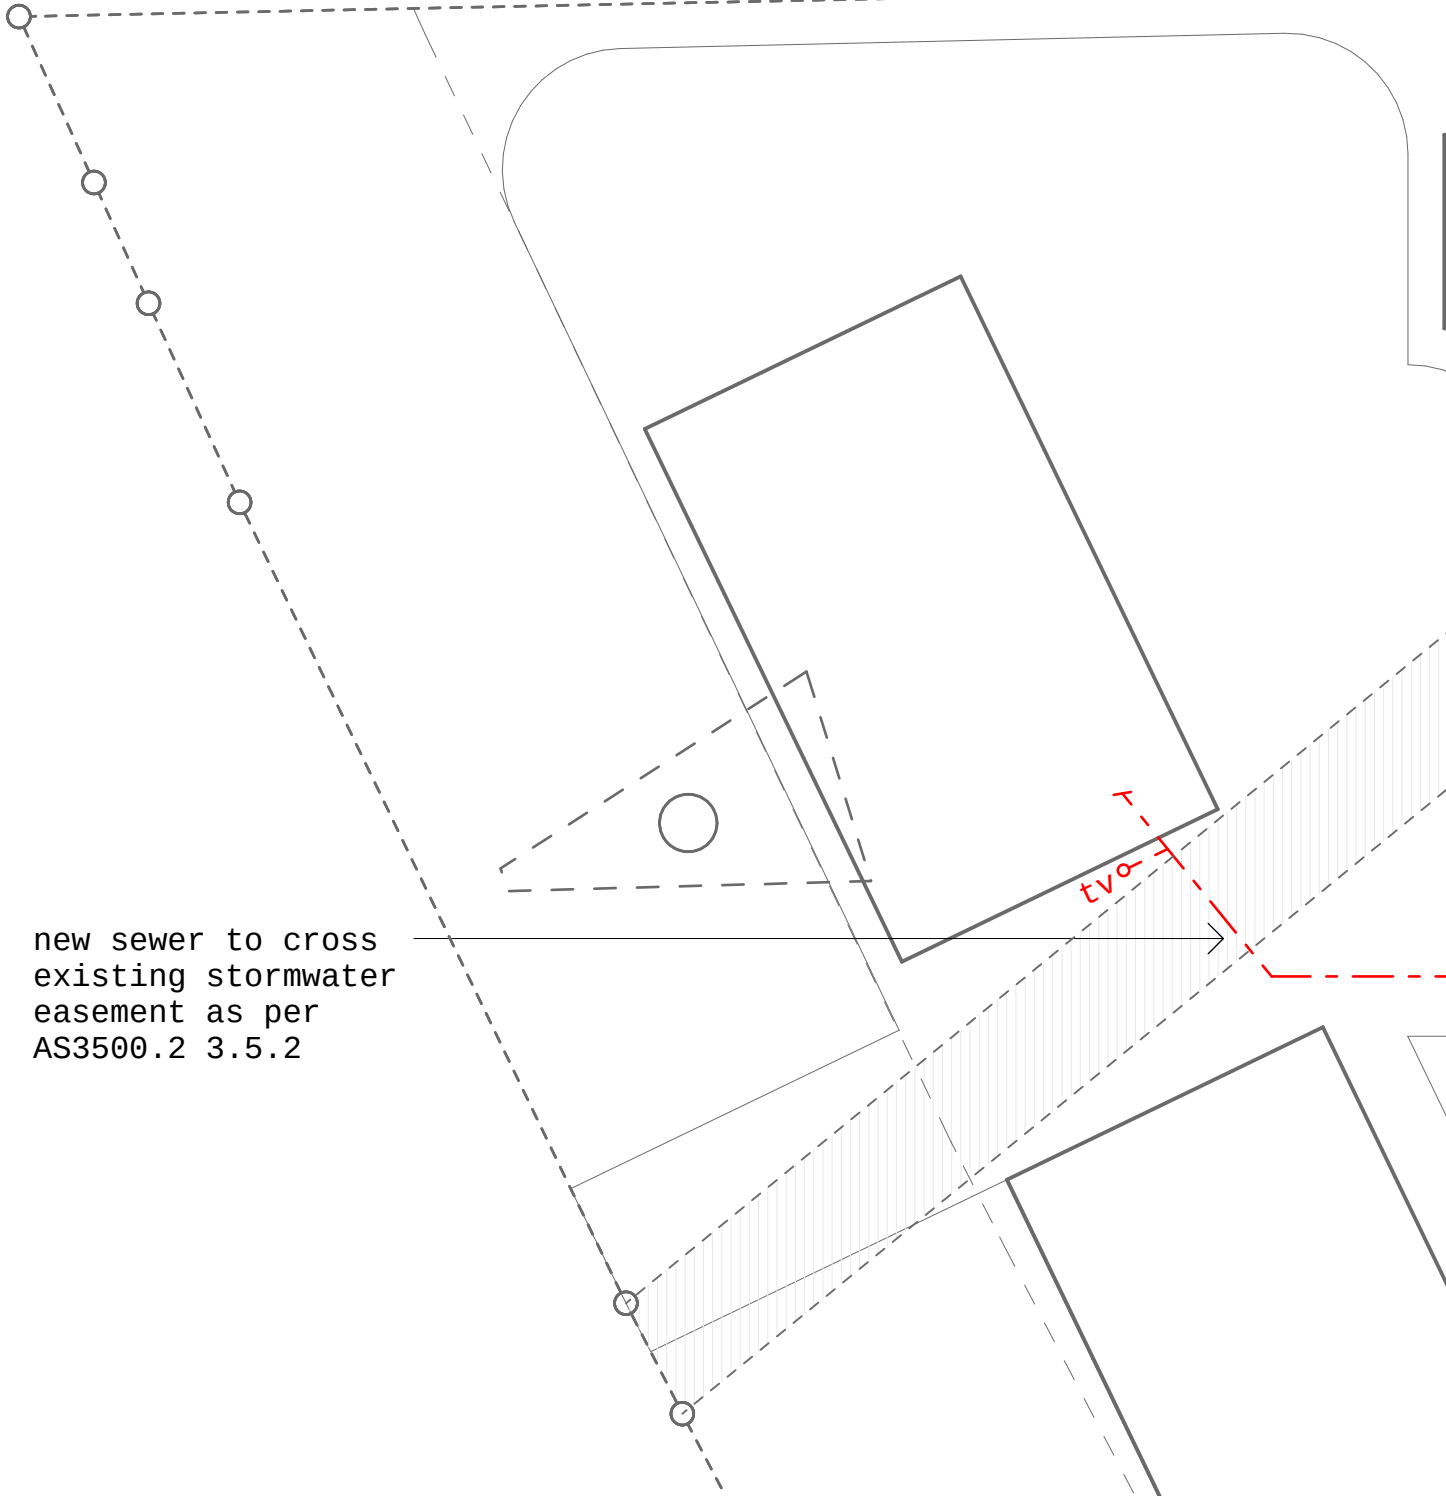 tv
new sewer to cross
existing stormwater
easement as per
AS3500.2 3.5.2